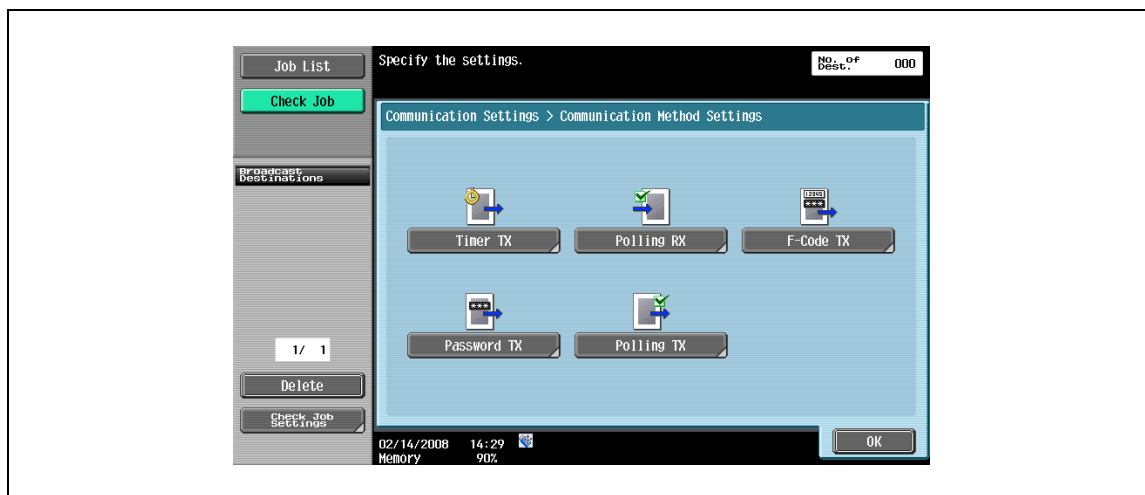 Job List
Check Job
Broadcast
Destinations
1/ 1
Delete
Check Job
Settings
Specify the settings.
No. of
Dest.
000
Communication Settings > Communication Method Settings
12345
***
Timer TX
Polling RX
F-Code TX
***
Password TX
Polling TX
02/14/2008 14:29
Memory 90%
OK